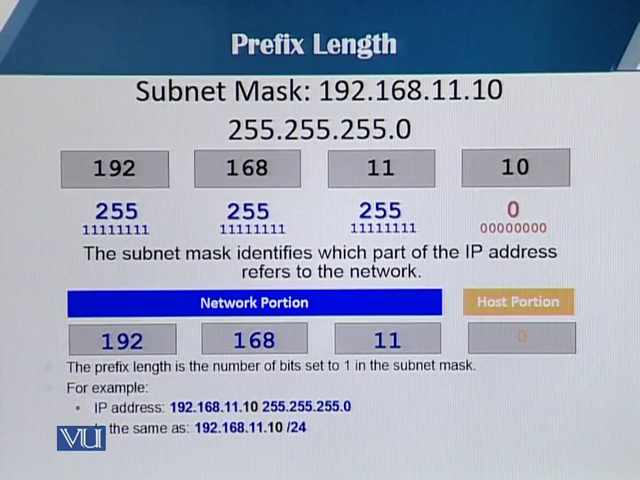 Prefix Length
Subnet Mask: 192.168.11.10
255.255.255.0
192 168 11 10
255 255 255 0
11111111 11111111 11111111 00000000
The subnet mask identifies which part of the IP address
refers to the network.
Network Portion Host Portion
192 168 11 0
The prefix length is the number of bits set to 1 in the subnet mask.
For example:
• IP address: 192.168.11.10 255.255.255.0
the same as: 192.168.11.10 /24
VU